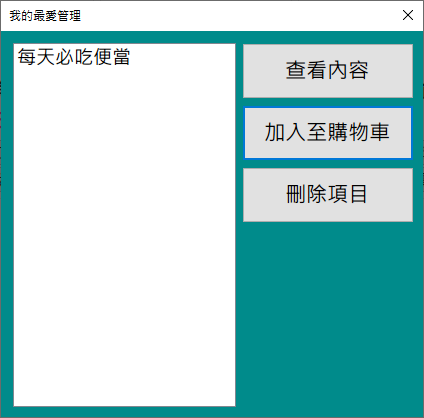 我的最愛管理
每天必吃便當
查看內容
加入至購物車
刪除項目